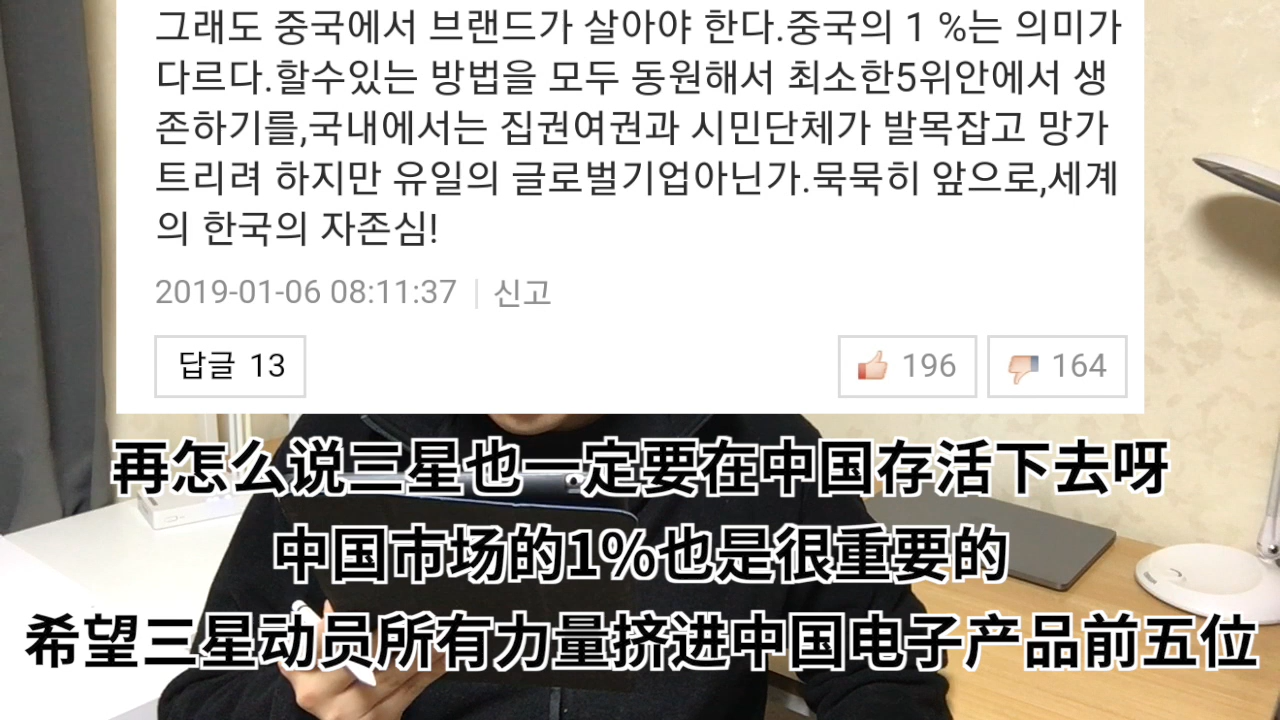 그래도 중국에서 브랜드가 살아야 한다.중국의 1 %는 의미가
다르다.할수있는 방법을 모두 동원해서 최소한5위안에서 생
존하기를,국내에서는 집권여권과 시민단체가 발목잡고 망가
트리려 하지만 유일의 글로벌기업아닌가.묵묵히 앞으로,세계
의 한국의 자존심!
2019-01-06 08:11:37 | 신고
답글 13
196
164
再怎么说三星也一定要在中国存活下去呀
中国市场的1%也是很重要的
希望三星动员所有力量挤进中国电子产品前五位